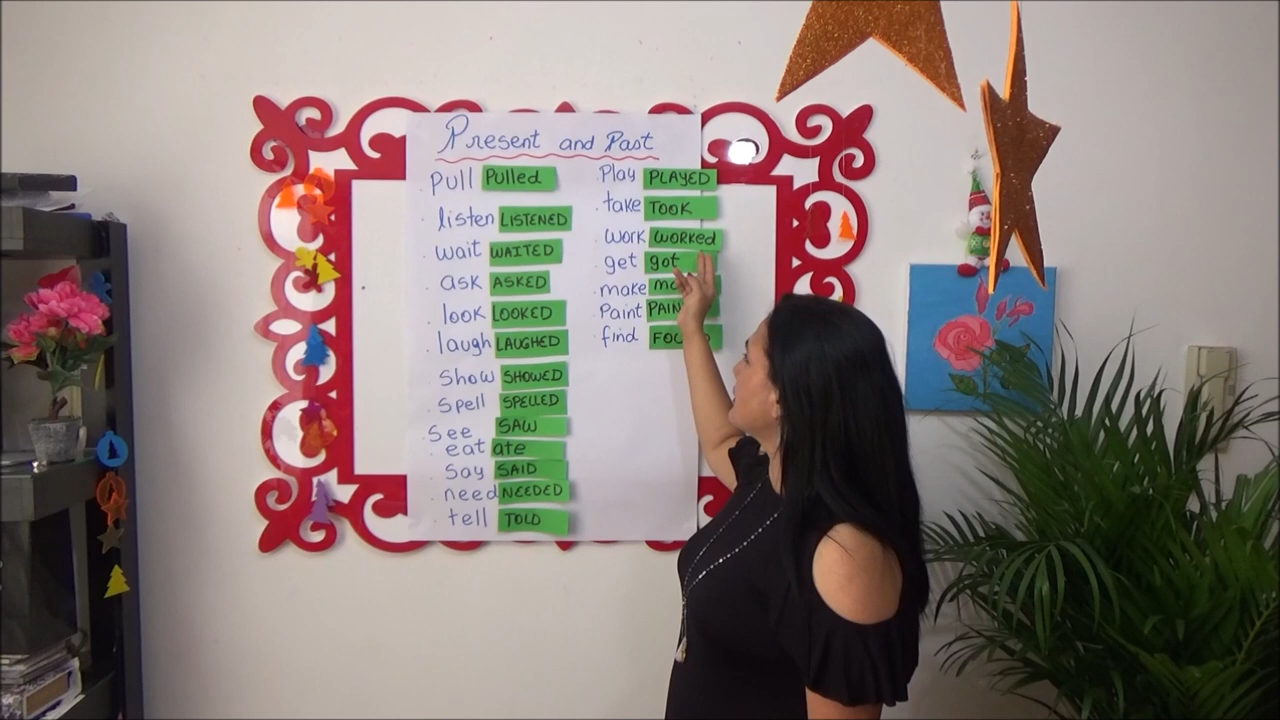 Present and Past
Pull Pulled
listen LISTENED
wait WAITED
ask ASKED
look LOOKED
laugh LAUGHED
Show SHOWED
Spell SPELLED
See SAW
eat ate
Say SAID
need NEEDED
tell TOLD
Play PLAYED
take TOOK
work WORKed
get got
make
Paint
find